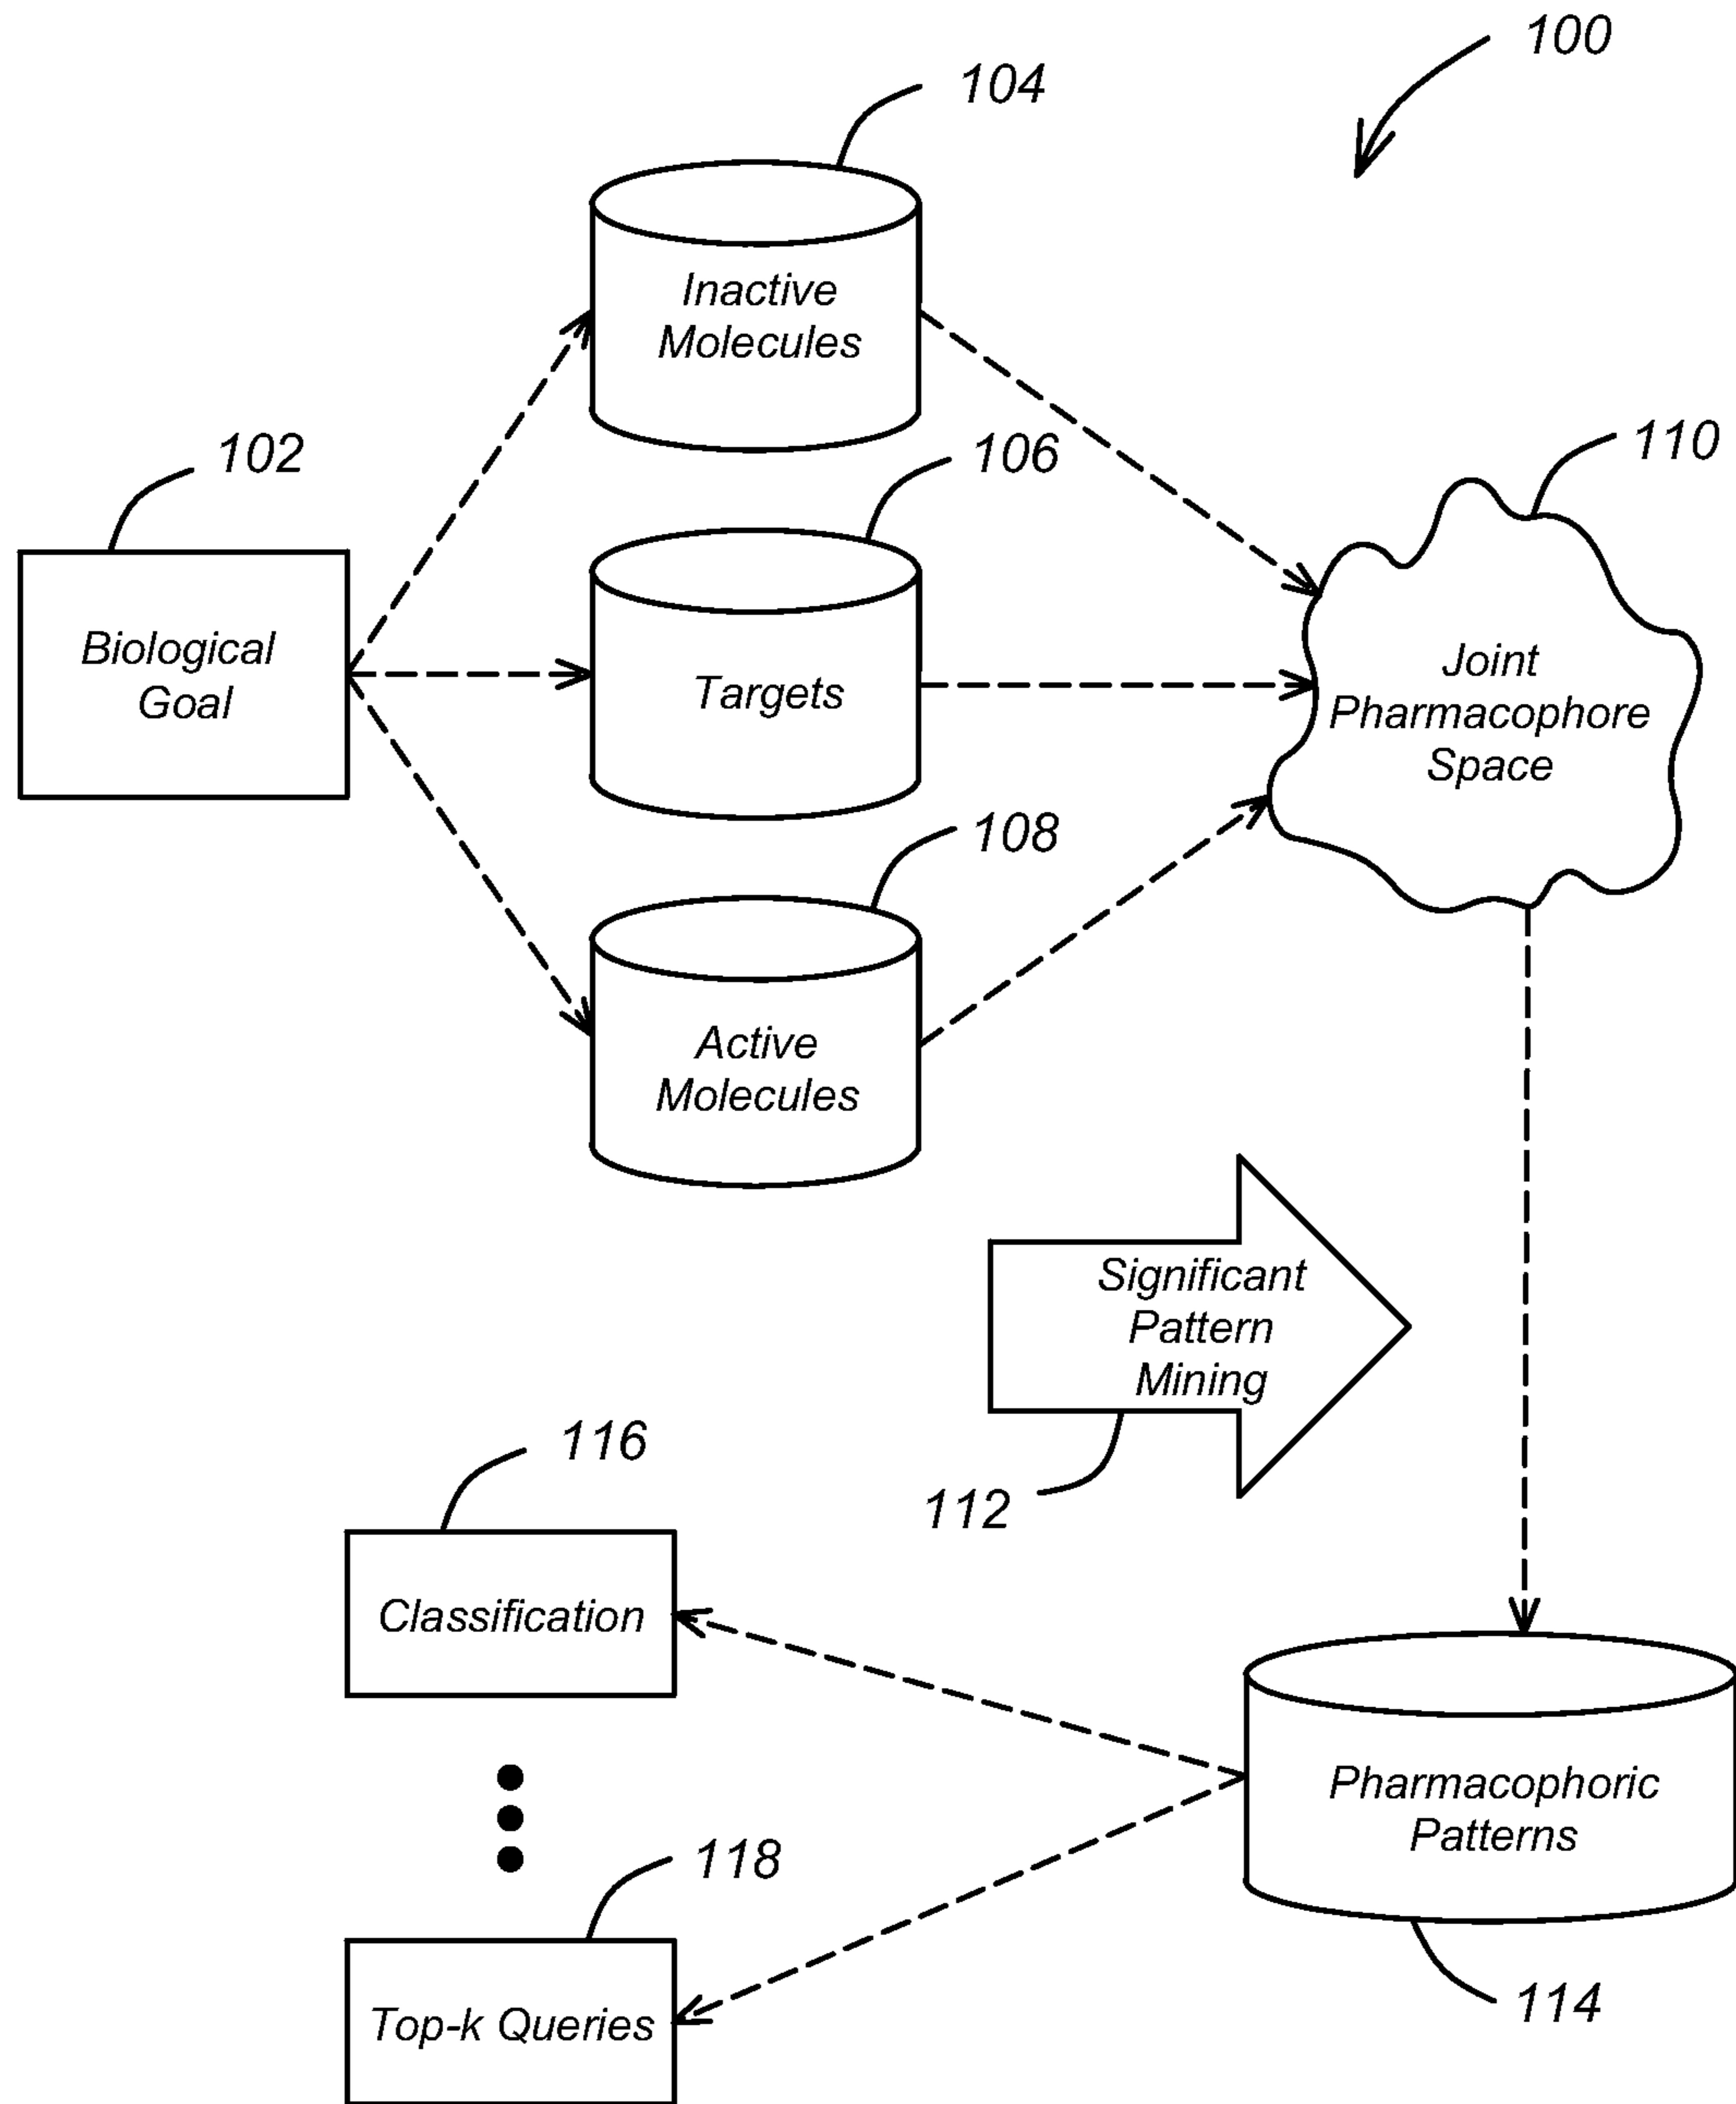 100
104
Inactive
Molecules
102
106
110
Biological
Goal
Targets
Joint
Pharmacophore
Space
108
Active
Molecules
Significant
Pattern
Mining
112
116
Classification
Pharmacophoric
Patterns
118
Top-k Queries
114